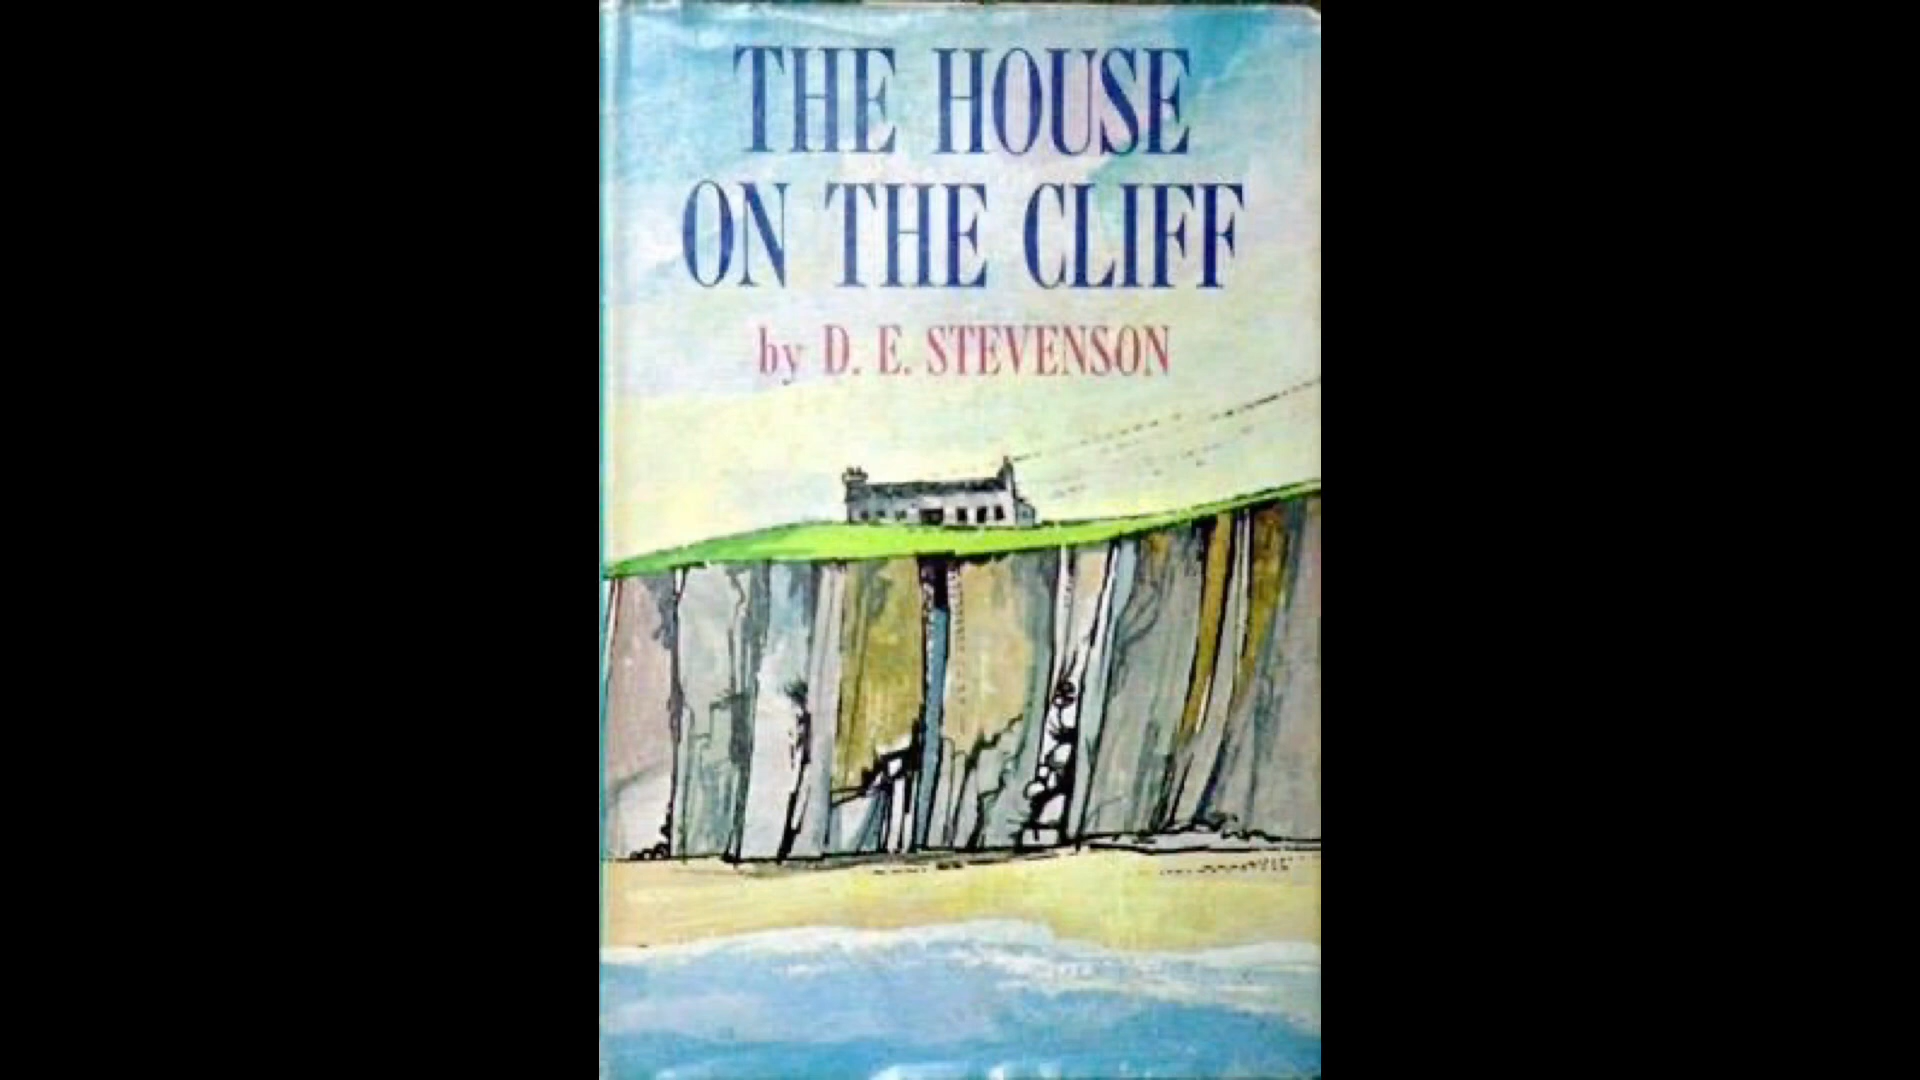 THE HOUSE
ON THE CLIFF
by D. E. STEVENSON